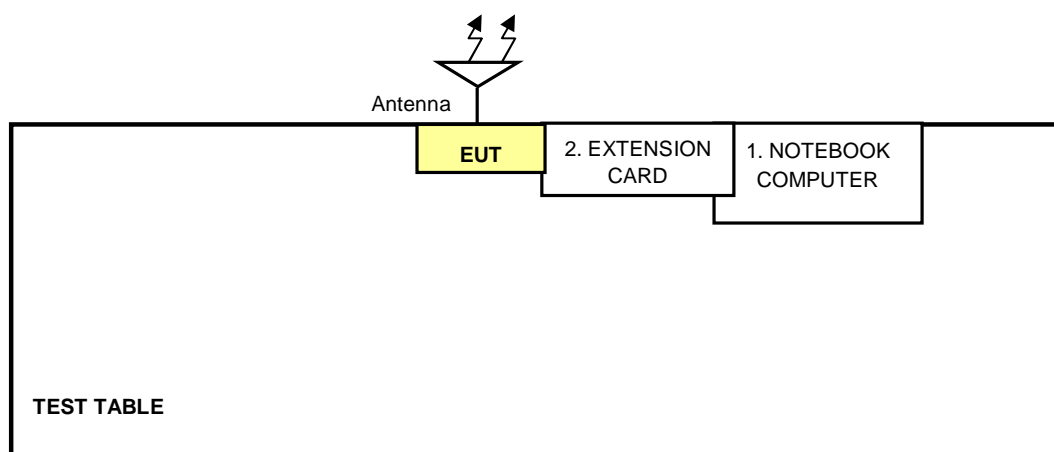 Antenna
EUT
2. EXTENSION
CARD
1. NOTEBOOK
COMPUTER
TEST TABLE